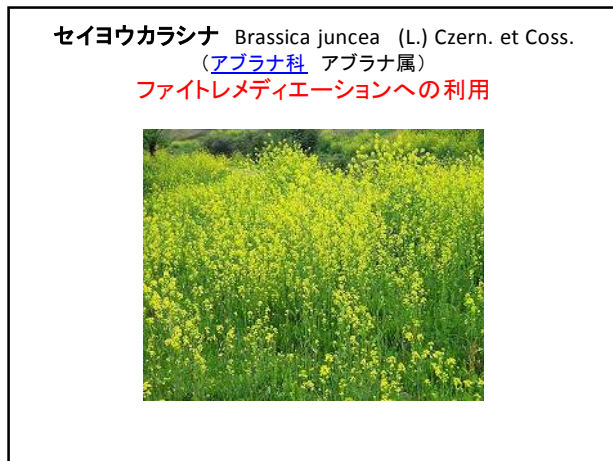 セイヨウカラシナ Brassica juncea (L.) Czern. et Coss.
（アブラナ科 アブラナ属）
ファイトレメディエーションへの利用